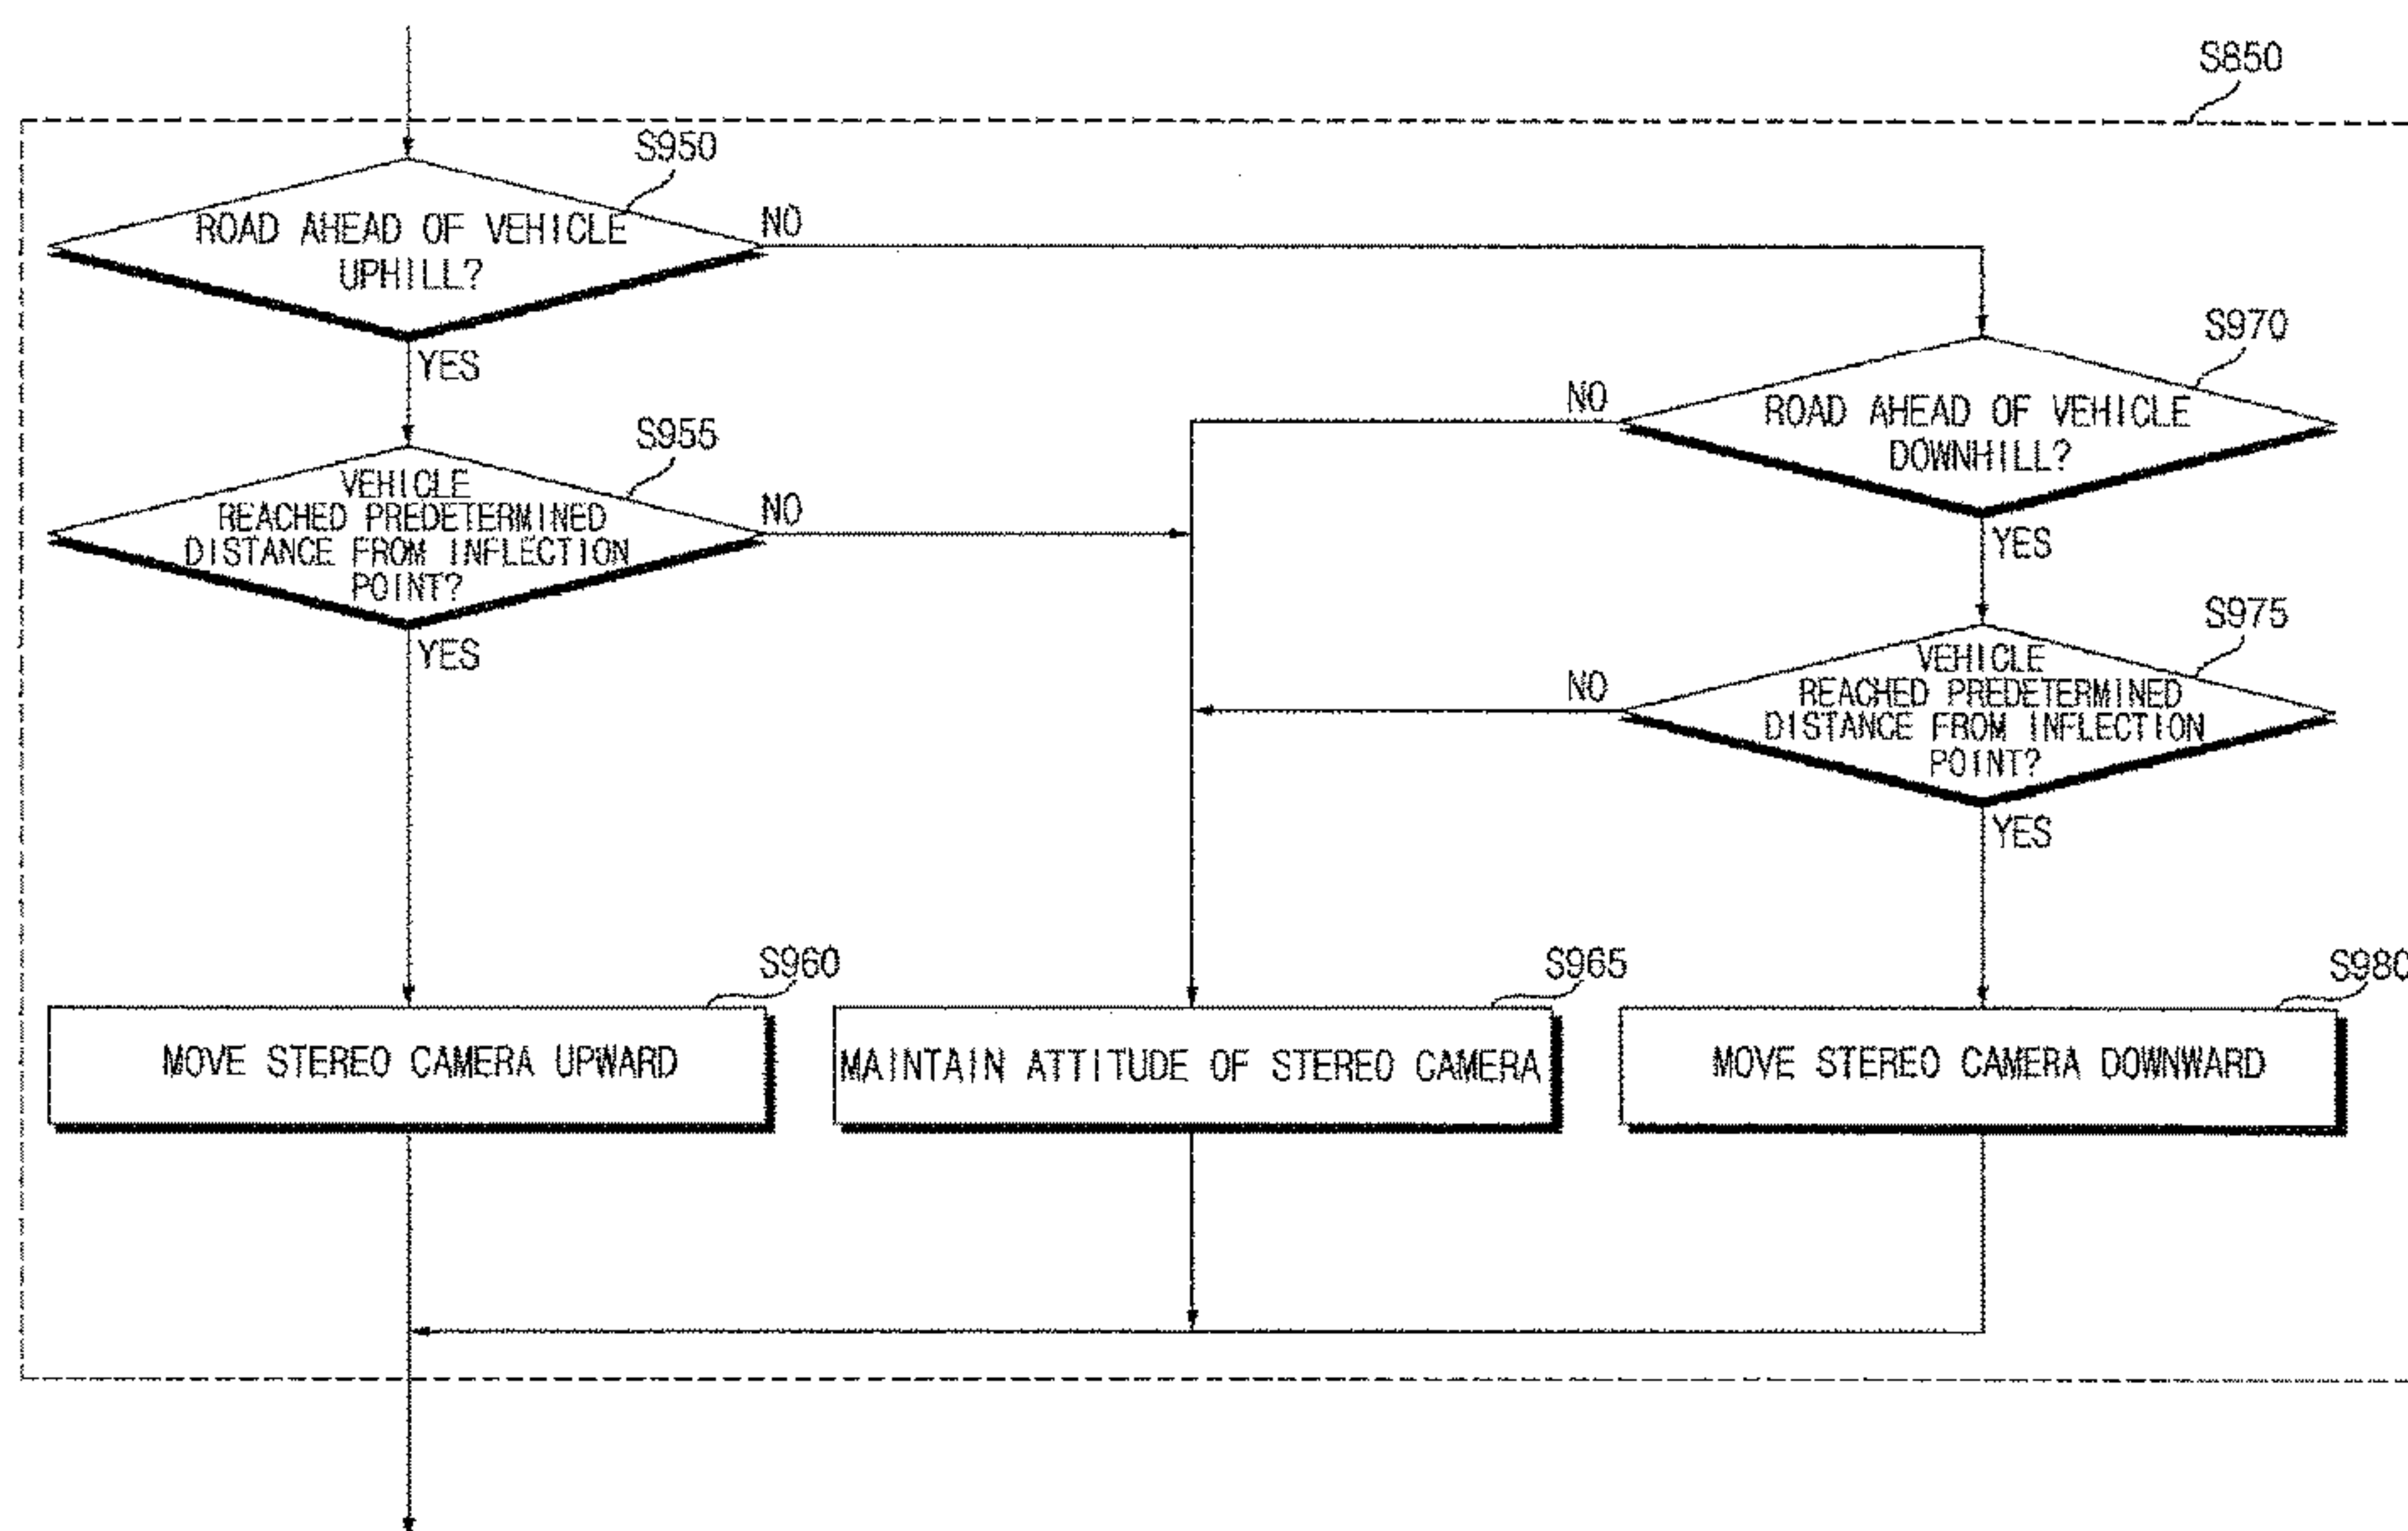 S850
S950
ROAD AHEAD OF VEHICLE
UPHILL?
NO
YES
S970
ROAD AHEAD OF VEHICLE
DOWNHILL?
NO
YES
S955
VEHICLE
REACHED PREDETERMINED
DISTANCE FROM INFLECTION
POINT?
NO
YES
S975
VEHICLE
REACHED PREDETERMINED
DISTANCE FROM INFLECTION
POINT?
NO
YES
S960
MOVE STEREO CAMERA UPWARD
S965
MAINTAIN ATTITUDE OF STEREO CAMERA
S980
MOVE STEREO CAMERA DOWNWARD